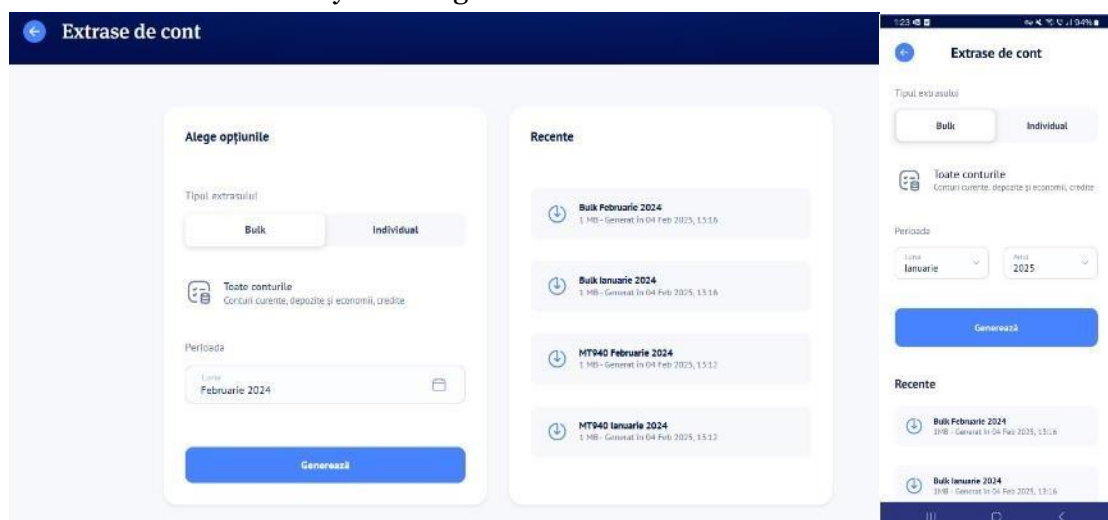 Extrase de cont
Alege opțiunile
Tipul extrasului
Bulk Individual
Toate conturile
Conturi curente, depozite și economii, credite
Perioada
Luna
Februarie 2024
Generează
Recente
Bulk Februarie 2024
1 MB - Generat în 04 Feb 2025, 13:16
Bulk Ianuarie 2024
1 MB - Generat în 04 Feb 2025, 13:16
MT940 Februarie 2024
1 MB - Generat în 04 Feb 2025, 13:12
MT940 Ianuarie 2024
1 MB - Generat în 04 Feb 2025, 13:12
1:23 94%
Extrase de cont
Tipul extrasului
Bulk Individual
Toate conturile
Conturi curente, depozite și economii, credite
Perioada
Luna
Ianuarie
Anul
2025
Generează
Recente
Bulk Februarie 2024
1MB - Generat în 04 Feb 2025, 13:16
Bulk Ianuarie 2024
1MB - Generat în 04 Feb 2025, 13:16